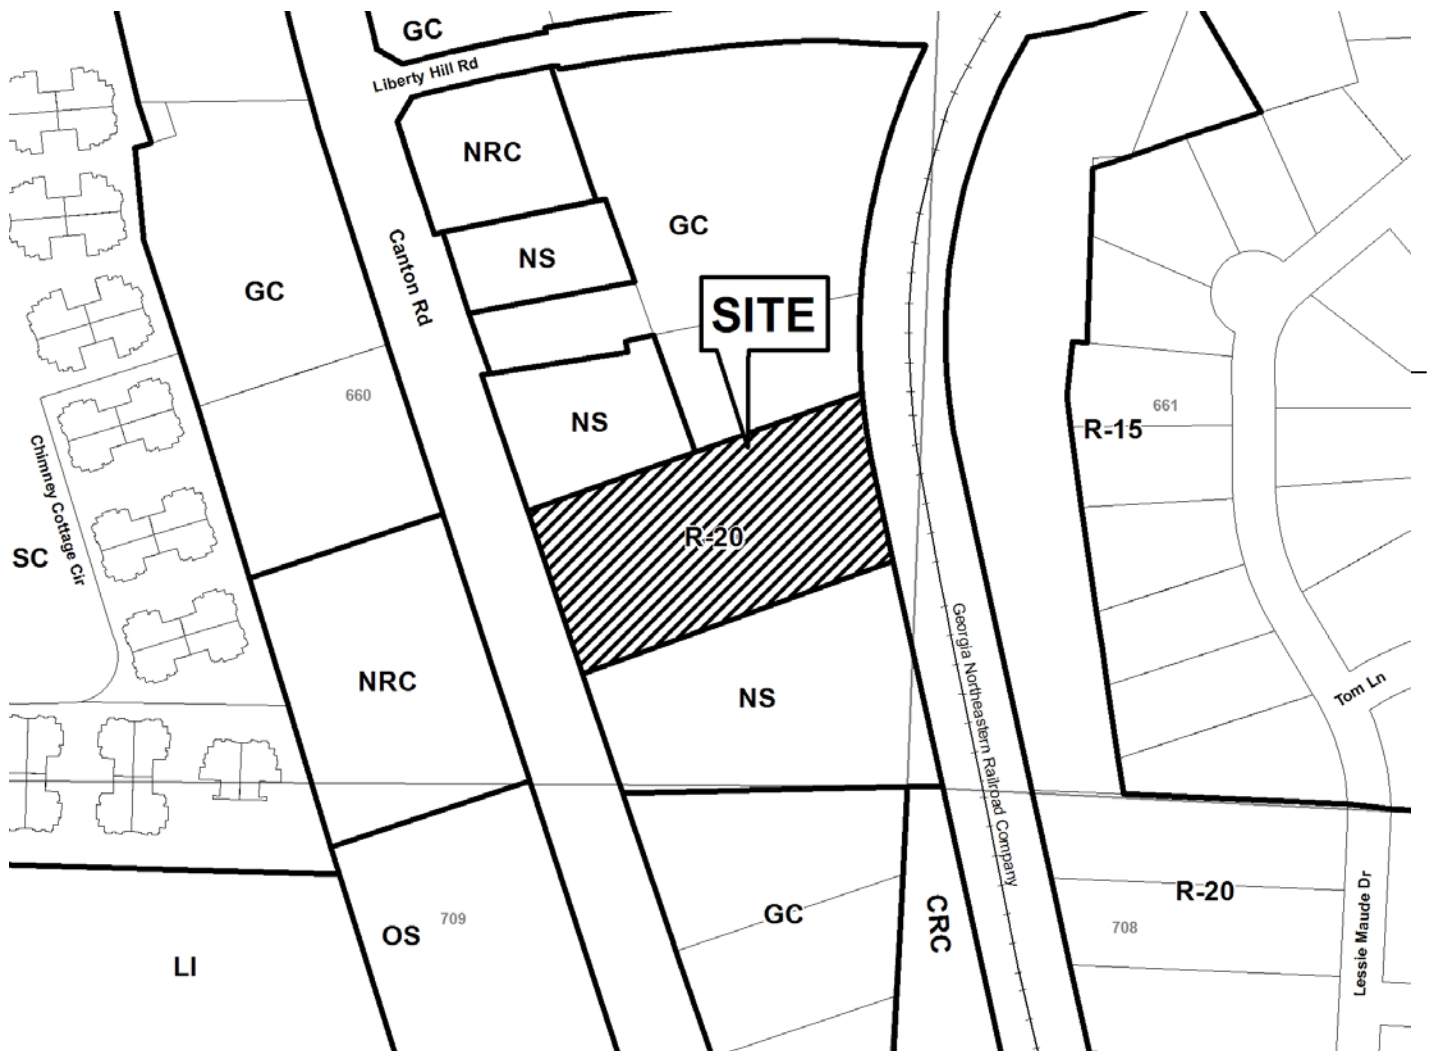 GC
Liberty Hill Rd
NRC
GC
NS
Canton Rd
GC
SITE
660
NS
661
R-15
Chimney Cottage Cir
SC
R-20
Georgia Northeastern Railroad Company
NRC
NS
Tom Ln
R-20
Lessie Maude Dr
GC
CRC
709
708
OS
LI